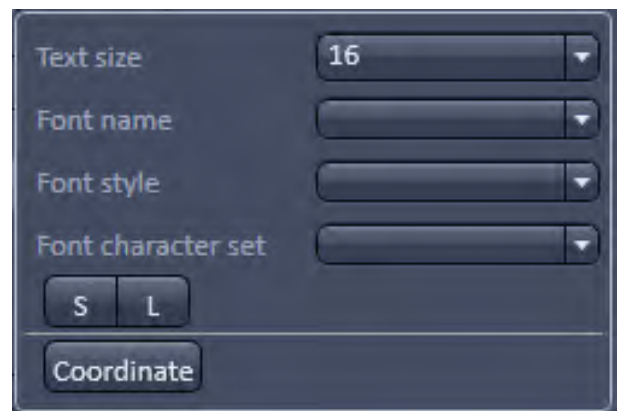 Text size 16
Font name
Font style
Font character set
S L
Coordinate